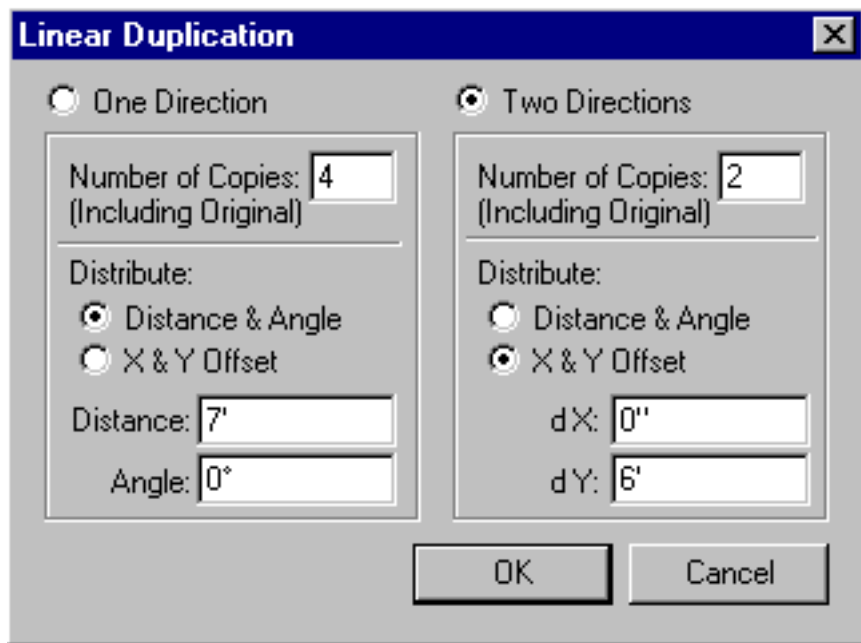 Linear Duplication
One Direction
Number of Copies: 4
(Including Original)
Distribute:
Distance & Angle
X & Y Offset
Distance: 7'
Angle: 0°
Two Directions
Number of Copies: 2
(Including Original)
Distribute:
Distance & Angle
X & Y Offset
dX: 0"
dY: 6'
OK
Cancel